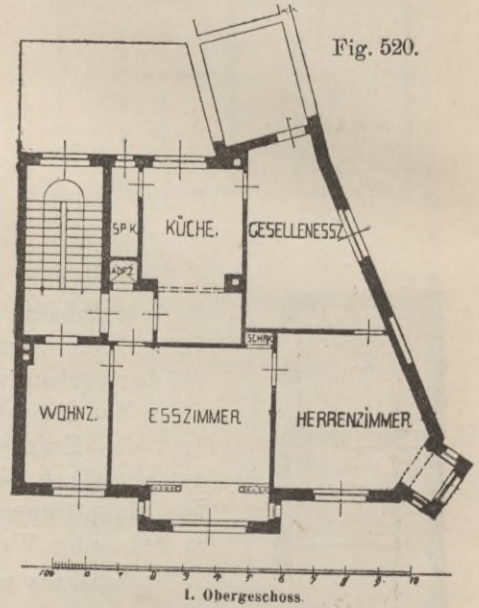 Fig. 520.
SP.K.
KÜCHE.
GESELLENESSZ.
SCHR.
WOHNZ.
ESSZIMMER
HERRENZIMMER
100 0 1 2 3 4 5 6 7 8 9 10
1. Obergeschoss.